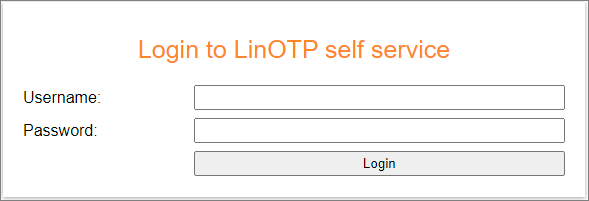 Login to LinOTP self service
Username:
Password:
Login